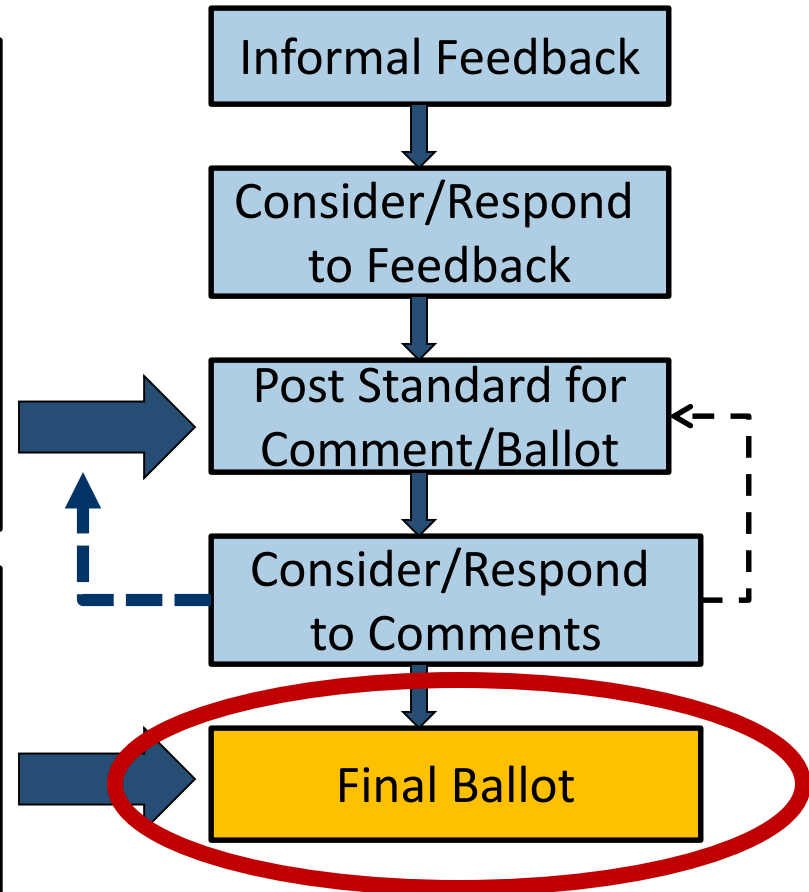 Informal Feedback
Consider/Respond
to Feedback
Post Standard for
Comment/Ballot
Consider/Respond
to Comments
Final Ballot